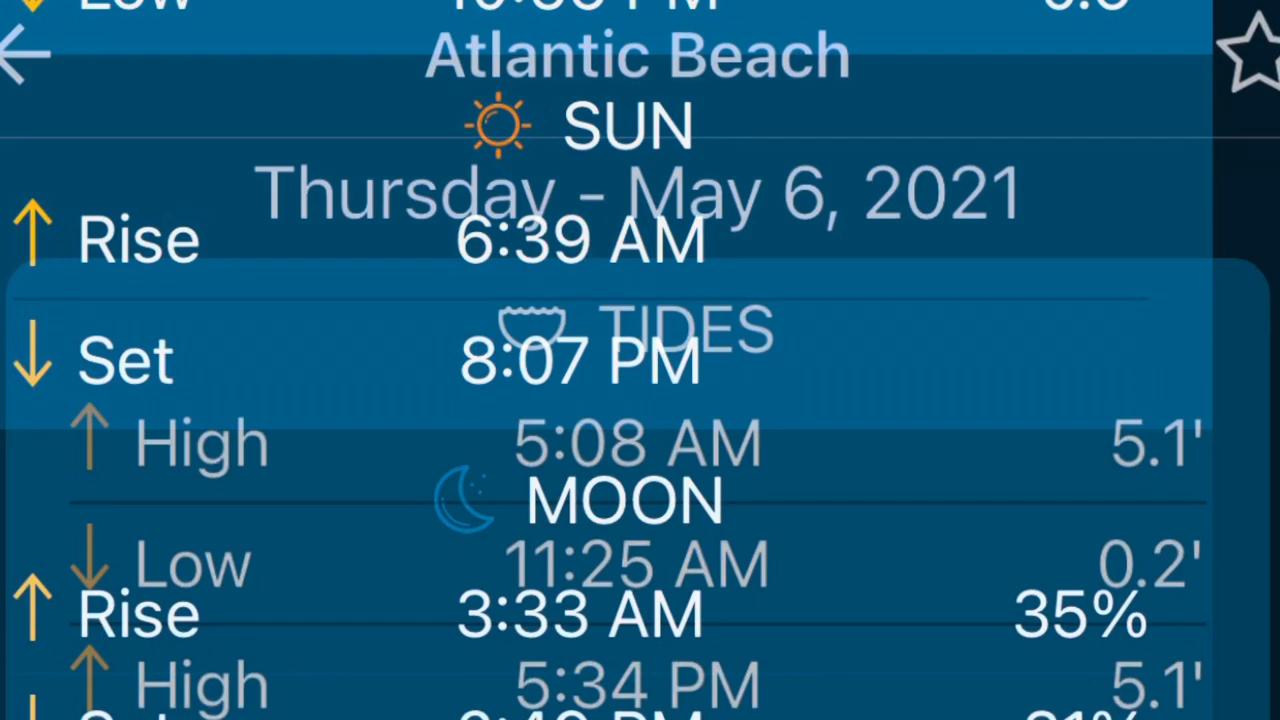 Low
Atlantic Beach
SUN
Thursday - May 6, 2021
Rise 6:39 AM
TIDES
Set 8:07 PM
High 5:08 AM 5.1'
MOON
Low 11:25 AM 0.2'
Rise 3:33 AM 35%
High 5:34 PM 5.1'